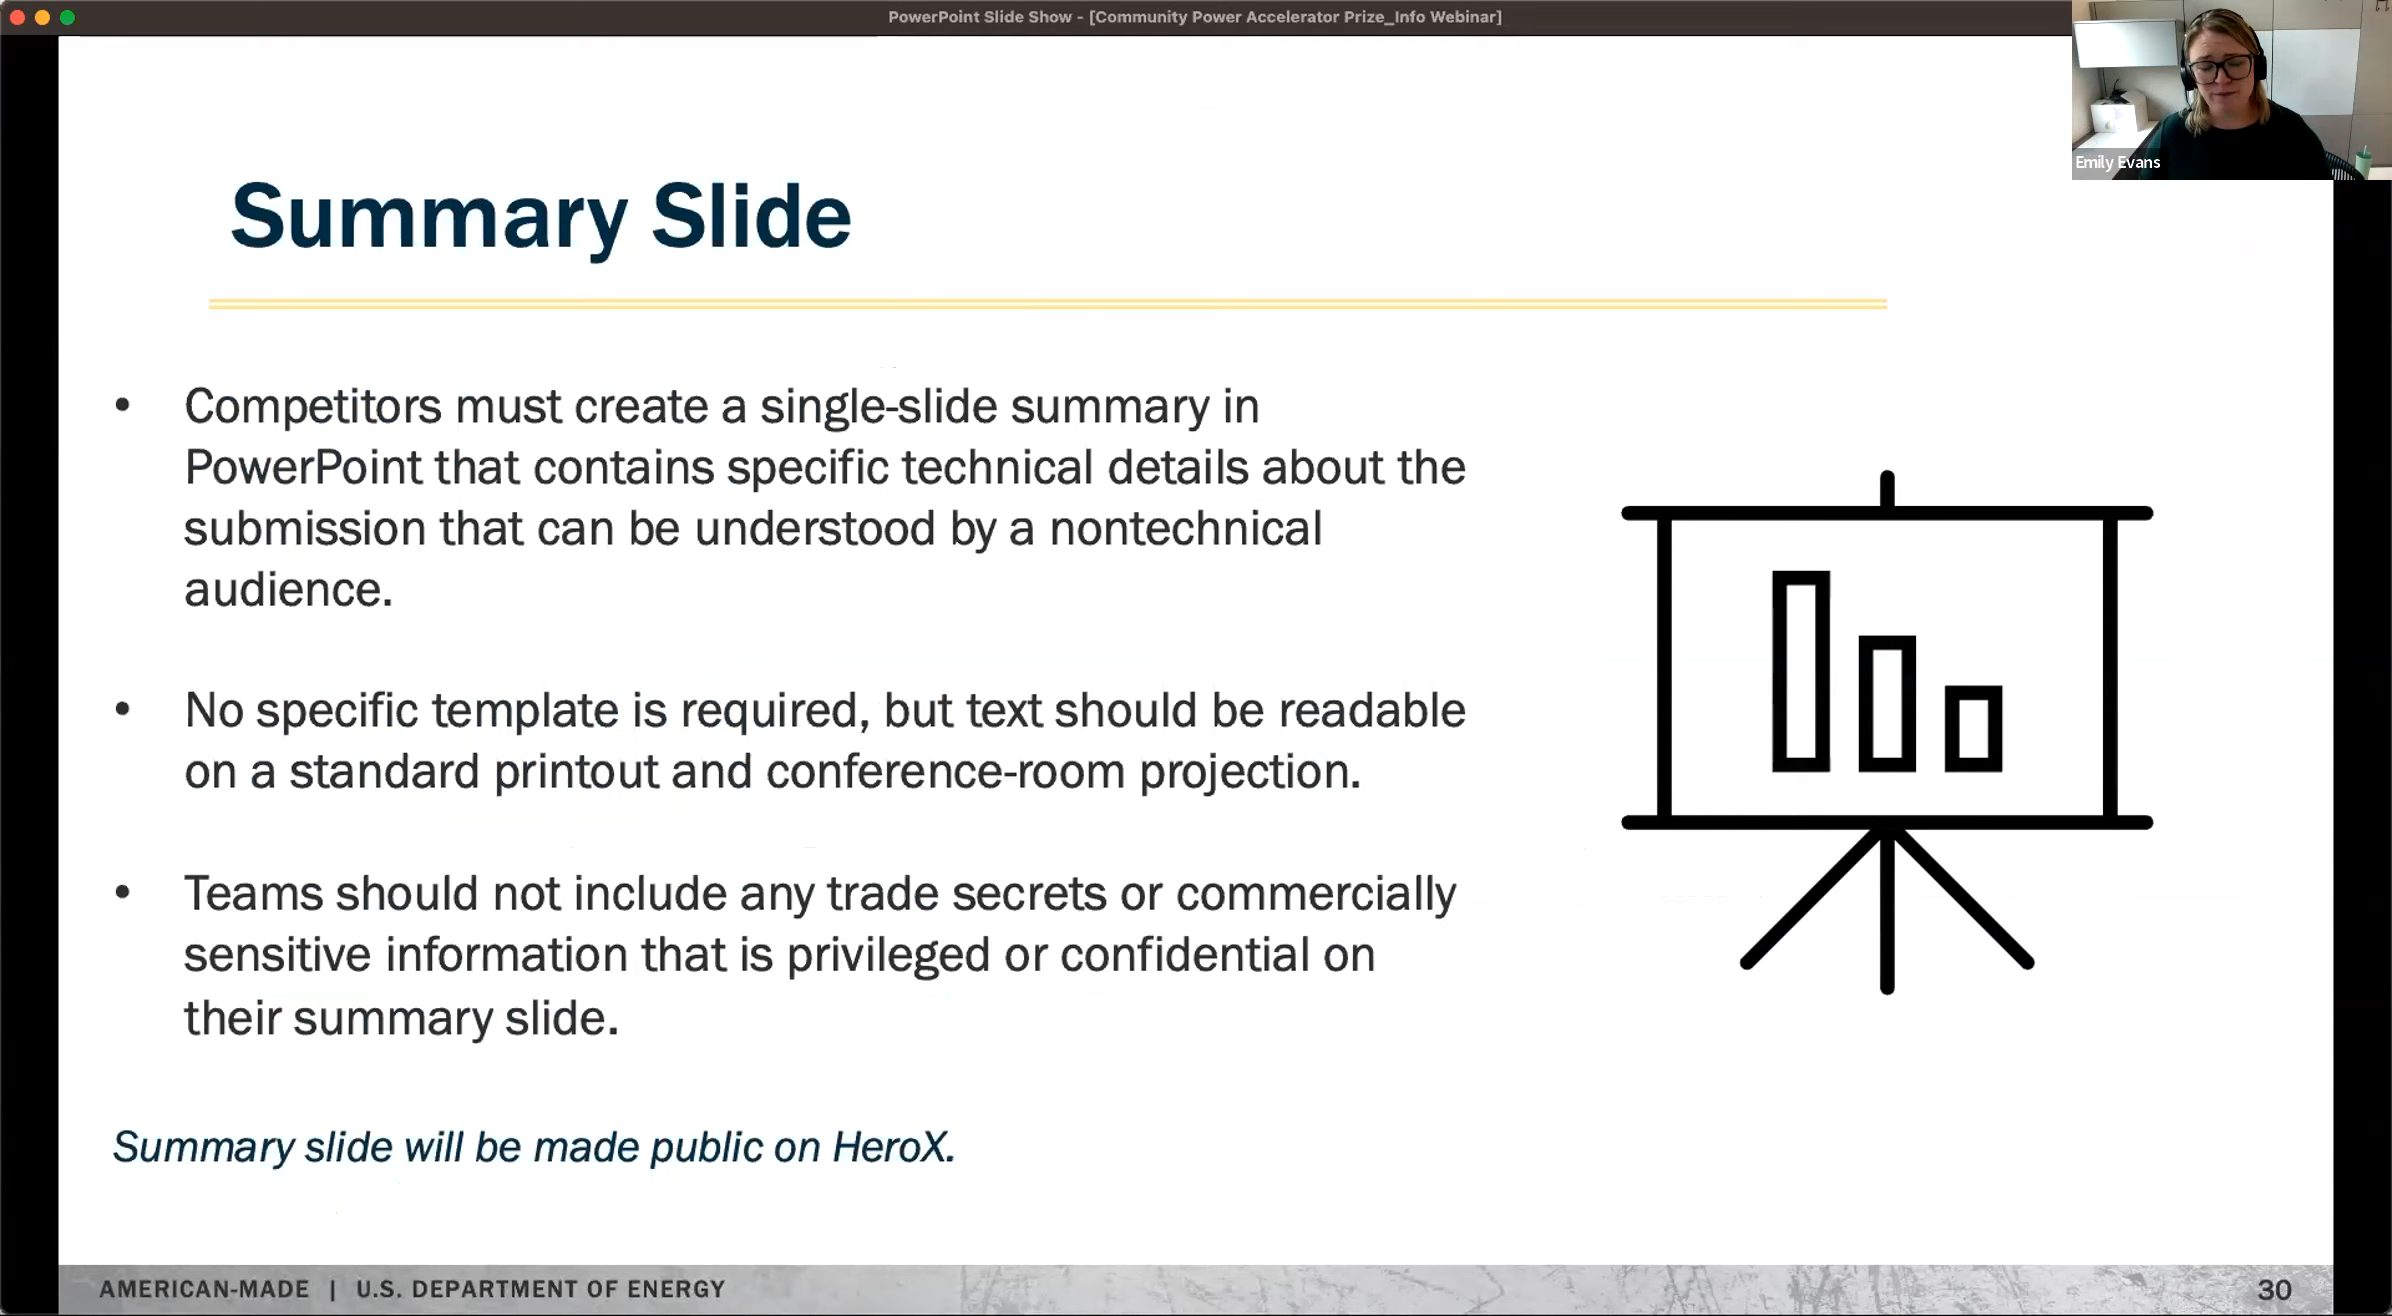 PowerPoint Slide Show - [Community Power Accelerator Prize_Info Webinar]
Emily Evans
Summary Slide
• Competitors must create a single-slide summary in
PowerPoint that contains specific technical details about the
submission that can be understood by a nontechnical
audience.
• No specific template is required, but text should be readable
on a standard printout and conference-room projection.
• Teams should not include any trade secrets or commercially
sensitive information that is privileged or confidential on
their summary slide.
Summary slide will be made public on HeroX.
AMERICAN-MADE | U.S. DEPARTMENT OF ENERGY
30